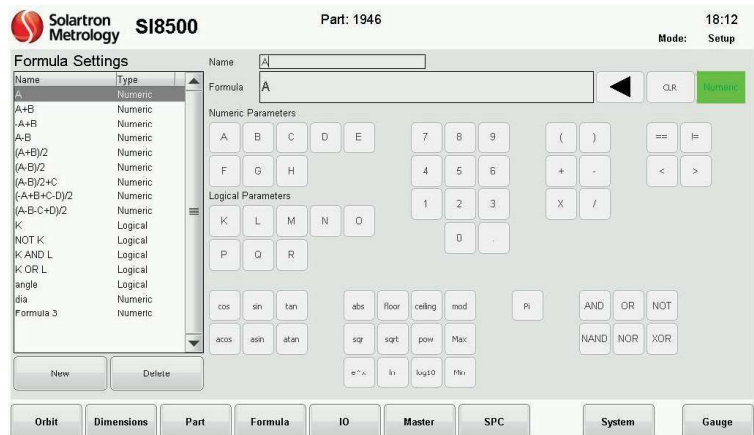 Solartron Metrology SI8500 Part: 1946 18:12
Mode: Setup
Formula Settings
Name Type
A Numeric
A+B Numeric
-A+B Numeric
A-B Numeric
(A+B)/2 Numeric
(A-B)/2 Numeric
(A-B)/2+C Numeric
(-A+B+C-D)/2 Numeric
(A-B-C+D)/2 Numeric
K Logical
NOT K Logical
K AND L Logical
K OR L Logical
angle Logical
dia Numeric
Formula 3 Numeric
New Delete
Name A
Formula A CLR Numeric
Numeric Parameters
A B C D E 7 8 9 ( ) == !=
F G H 4 5 6 + - < >
Logical Parameters
1 2 3 X /
K L M N O
0 .
P Q R
cos sin tan abs floor ceiling mod Pi AND OR NOT
acos asin atan sqr sqrt pow Max NAND NOR XOR
e^x ln log10 Min
Orbit Dimensions Part Formula IO Master SPC System Gauge